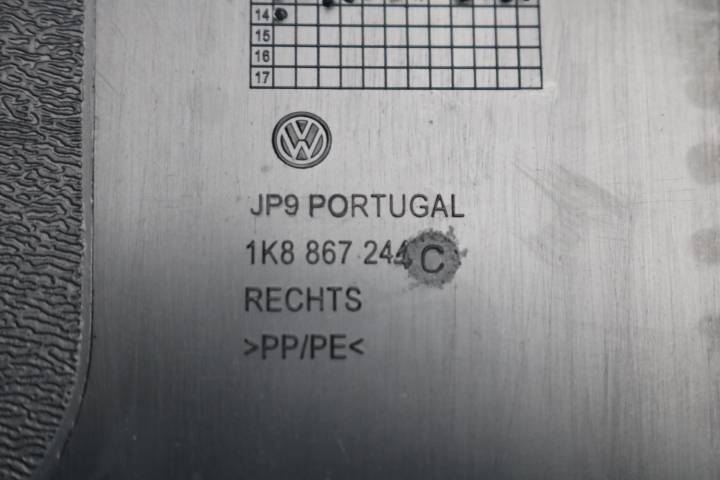 14
15
16
17
VW
JP9 PORTUGAL
1K8 867 244 C
RECHTS
>PP/PE<